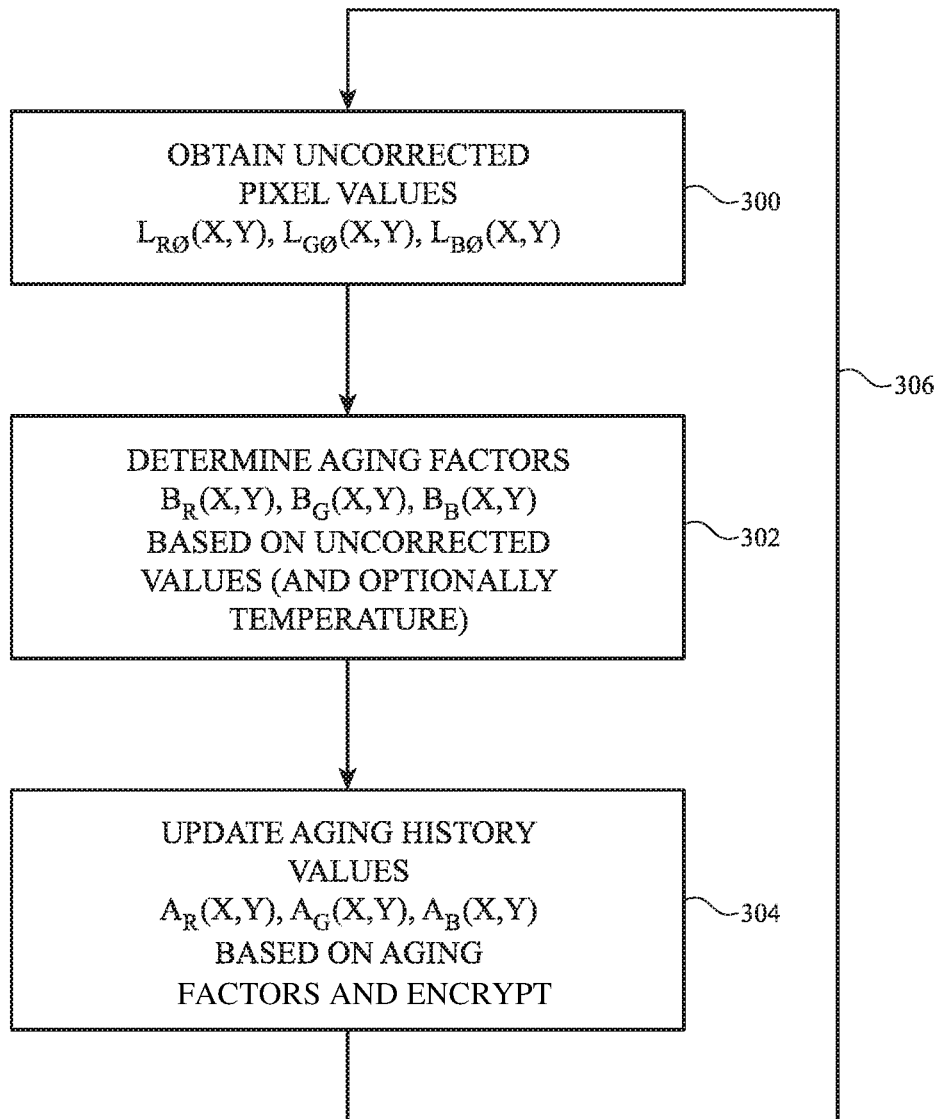 OBTAIN UNCORRECTED
PIXEL VALUES
L_RØ(X,Y), L_GØ(X,Y), L_BØ(X,Y)
300
306
DETERMINE AGING FACTORS
B_R(X,Y), B_G(X,Y), B_B(X,Y)
BASED ON UNCORRECTED
VALUES (AND OPTIONALLY
TEMPERATURE)
302
UPDATE AGING HISTORY
VALUES
A_R(X,Y), A_G(X,Y), A_B(X,Y)
BASED ON AGING
FACTORS AND ENCRYPT
304